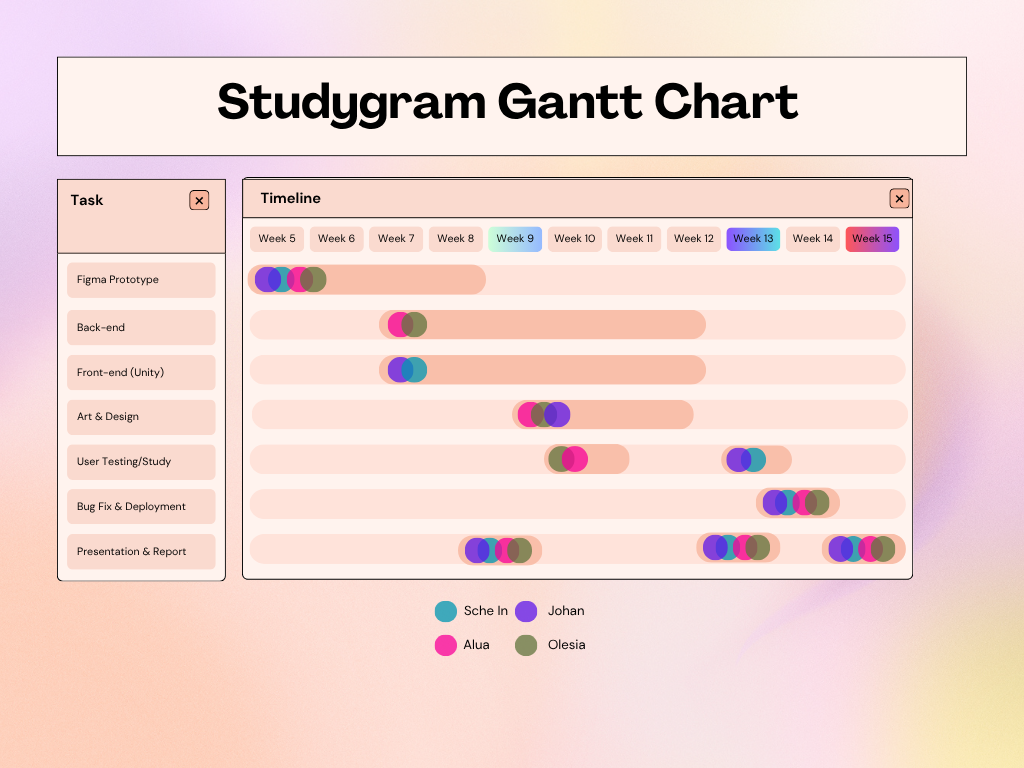 Studygram Gantt Chart
Task
Timeline
Week 5 Week 6 Week 7 Week 8 Week 9 Week 10 Week 11 Week 12 Week 13 Week 14 Week 15
Figma Prototype
Back-end
Front-end (Unity)
Art & Design
User Testing/Study
Bug Fix & Deployment
Presentation & Report
Sche In Johan
Alua Olesia